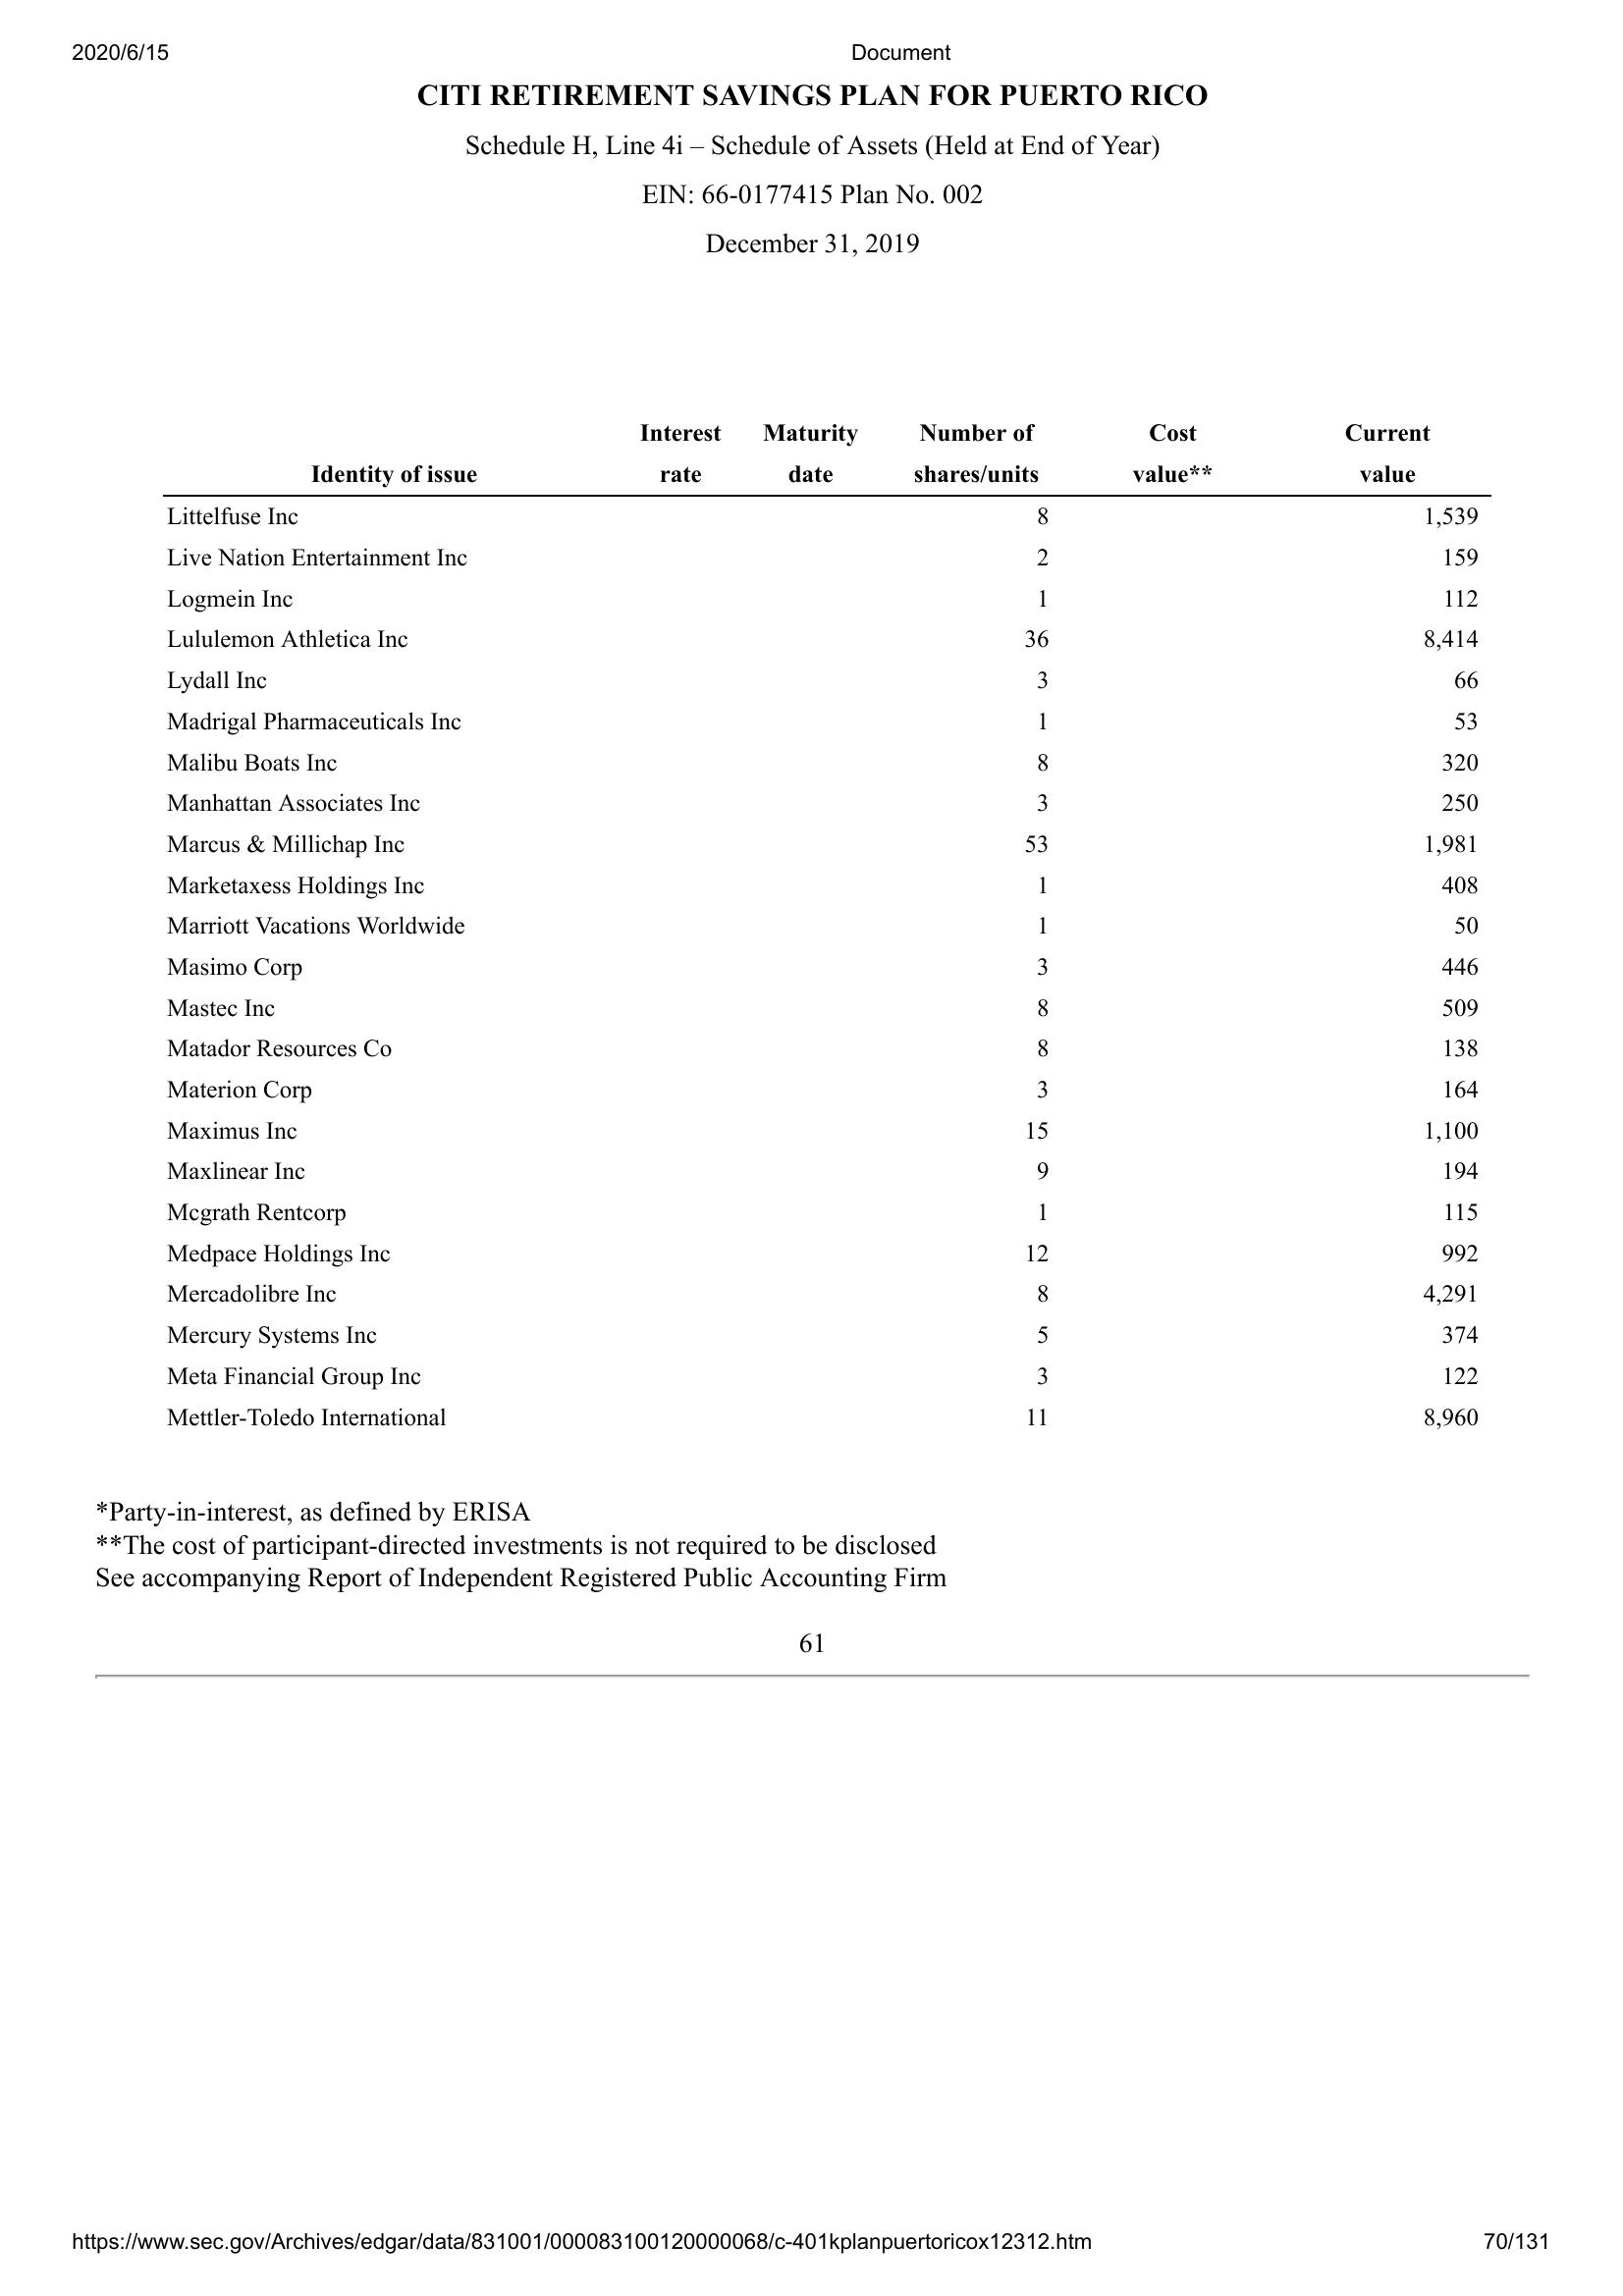 2020/6/15 Document
CITI RETIREMENT SAVINGS PLAN FOR PUERTO RICO
Schedule H, Line 4i – Schedule of Assets (Held at End of Year)
EIN: 66-0177415 Plan No. 002
December 31, 2019
Interest Maturity Number of Cost Current
Identity of issue rate date shares/units value** value
Littelfuse Inc 8 1,539
Live Nation Entertainment Inc 2 159
Logmein Inc 1 112
Lululemon Athletica Inc 36 8,414
Lydall Inc 3 66
Madrigal Pharmaceuticals Inc 1 53
Malibu Boats Inc 8 320
Manhattan Associates Inc 3 250
Marcus & Millichap Inc 53 1,981
Marketaxess Holdings Inc 1 408
Marriott Vacations Worldwide 1 50
Masimo Corp 3 446
Mastec Inc 8 509
Matador Resources Co 8 138
Materion Corp 3 164
Maximus Inc 15 1,100
Maxlinear Inc 9 194
Mcgrath Rentcorp 1 115
Medpace Holdings Inc 12 992
Mercadolibre Inc 8 4,291
Mercury Systems Inc 5 374
Meta Financial Group Inc 3 122
Mettler-Toledo International 11 8,960
*Party-in-interest, as defined by ERISA
**The cost of participant-directed investments is not required to be disclosed
See accompanying Report of Independent Registered Public Accounting Firm
61
https://www.sec.gov/Archives/edgar/data/831001/000083100120000068/c-401kplanpuertoricox12312.htm 70/131